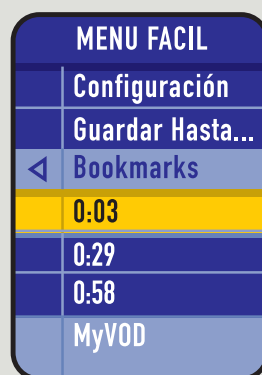 MENU FACIL
Configuración
Guardar Hasta...
Bookmarks
0:03
0:29
0:58
MyVOD